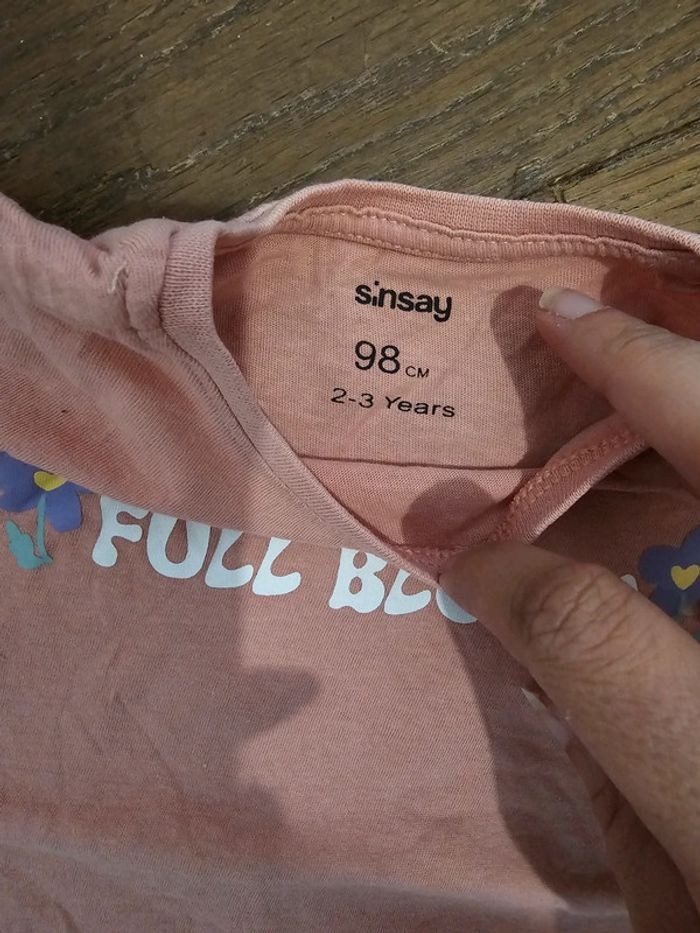 sinsay
98 CM
2-3 Years
FULL